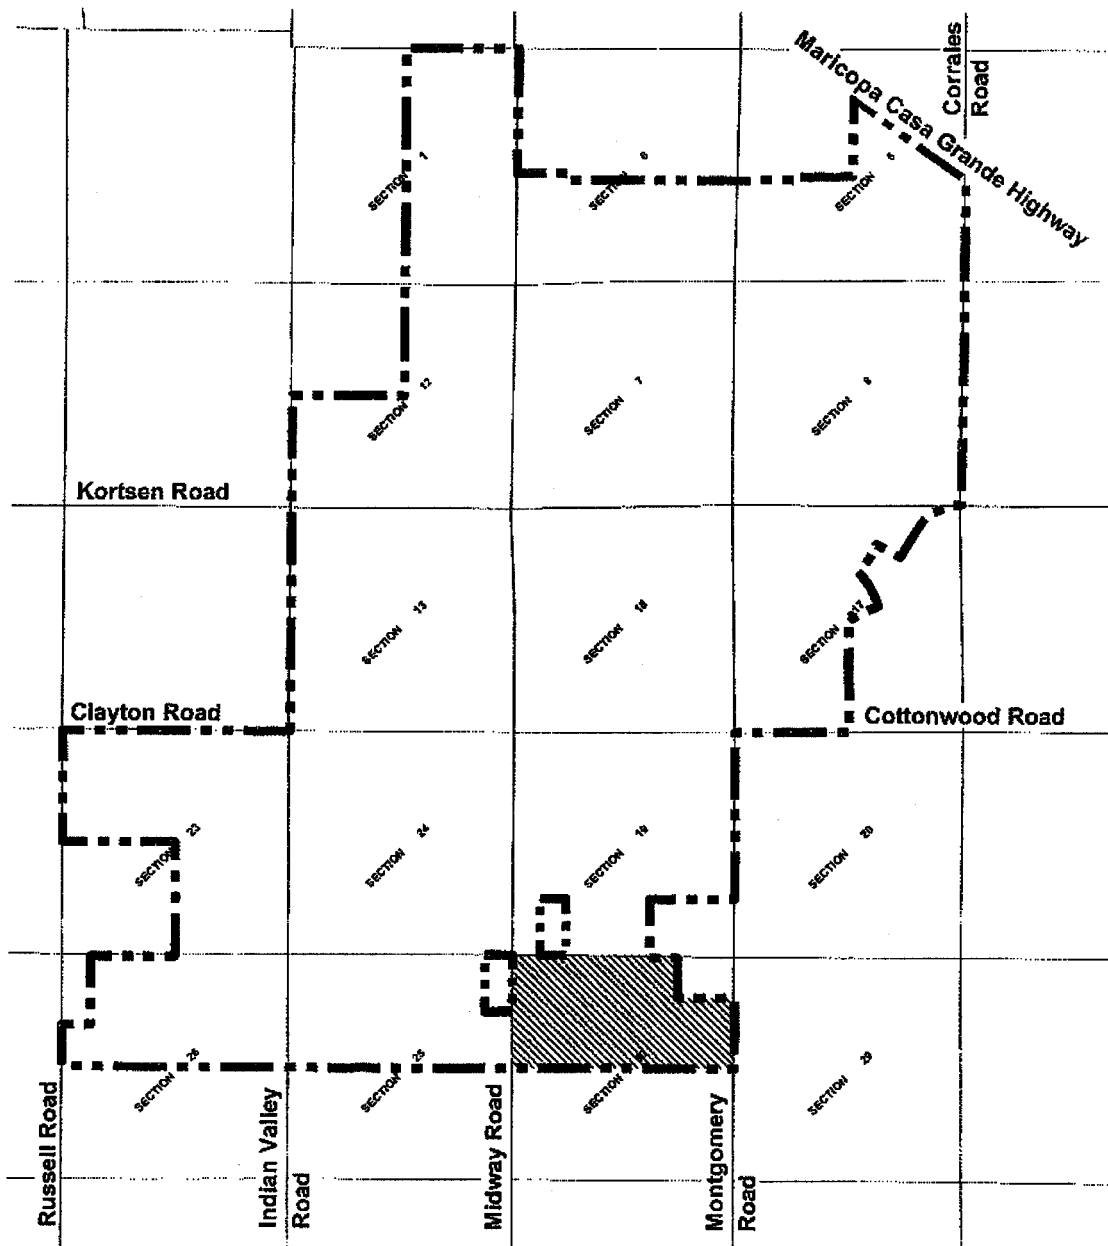 Maricopa Casa Grande Highway
Corrales
Road
SECTION 1
SECTION 6
SECTION 5
SECTION 12
SECTION 7
SECTION 8
Kortsen Road
SECTION 13
SECTION 18
SECTION 17
Clayton Road
Cottonwood Road
SECTION 23
SECTION 24
SECTION 19
SECTION 20
SECTION 26
SECTION 25
SECTION
SECTION 29
Russell Road
Indian Valley
Road
Midway Road
Montgomery
Road